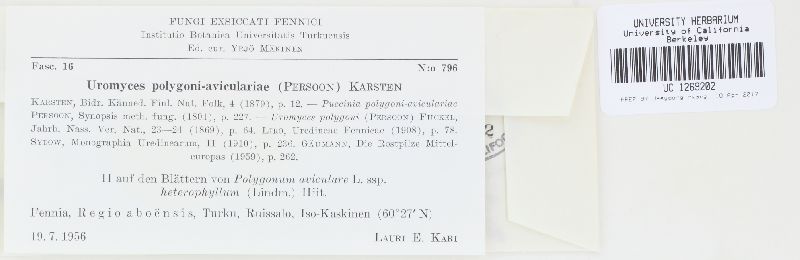 FUNGI EXSICCATI FENNICI
Instituto Botanica Universitatis Turkuensis
Ed. cur. YRJÖ MÄKINEN
Fasc. 16
N:o 796
Uromyces polygoni-aviculariae (PERSOON) KARSTEN
KARSTEN, Bidr. Känned. Finl. Nat. Folk, 4 (1879), p. 12. — Puccinia polygoni-aviculariae
PERSOON, Synopsis meth. fung. (1801), p. 227. — Uromyces polygoni (PERSOON) FUCKEL,
Jahrb. Nass. Ver. Nat., 23—24 (1869), p. 64. LIRO, Uredineae Fennicae (1908), p. 78.
SYDOW, Monographia Uredinearum, II (1910), p. 236. GÄUMANN, Die Rostpilze Mittel-
europas (1959), p. 262.
II auf den Blättern von Polygonum aviculare L. ssp.
heterophyllum (Lindm.) Hiit.
Fennia, Regio aboënsis, Turku, Ruissalo, Iso-Kaskinen (60°27′ N)
19. 7. 1956
LAURI E. KARI
UNIVERSITY HERBARIUM
University of California
Berkeley
UC 1269202